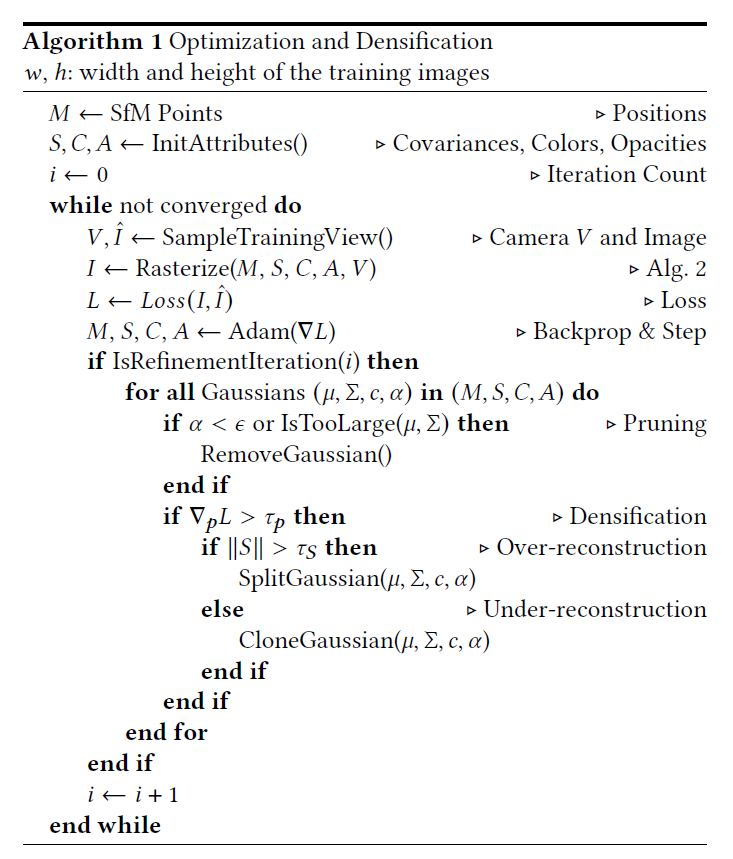 Algorithm 1 Optimization and Densification
w, h: width and height of the training images
M ← SfM Points ▹ Positions
S, C, A ← InitAttributes() ▹ Covariances, Colors, Opacities
i ← 0 ▹ Iteration Count
while not converged do
V, Î ← SampleTrainingView() ▹ Camera V and Image
I ← Rasterize(M, S, C, A, V) ▹ Alg. 2
L ← Loss(I, Î) ▹ Loss
M, S, C, A ← Adam(∇L) ▹ Backprop & Step
if IsRefinementIteration(i) then
for all Gaussians (μ, Σ, c, α) in (M, S, C, A) do
if α < ϵ or IsTooLarge(μ, Σ) then ▹ Pruning
RemoveGaussian()
end if
if ∇pL > τp then ▹ Densification
if ||S|| > τS then ▹ Over-reconstruction
SplitGaussian(μ, Σ, c, α)
else ▹ Under-reconstruction
CloneGaussian(μ, Σ, c, α)
end if
end if
end for
end if
i ← i + 1
end while